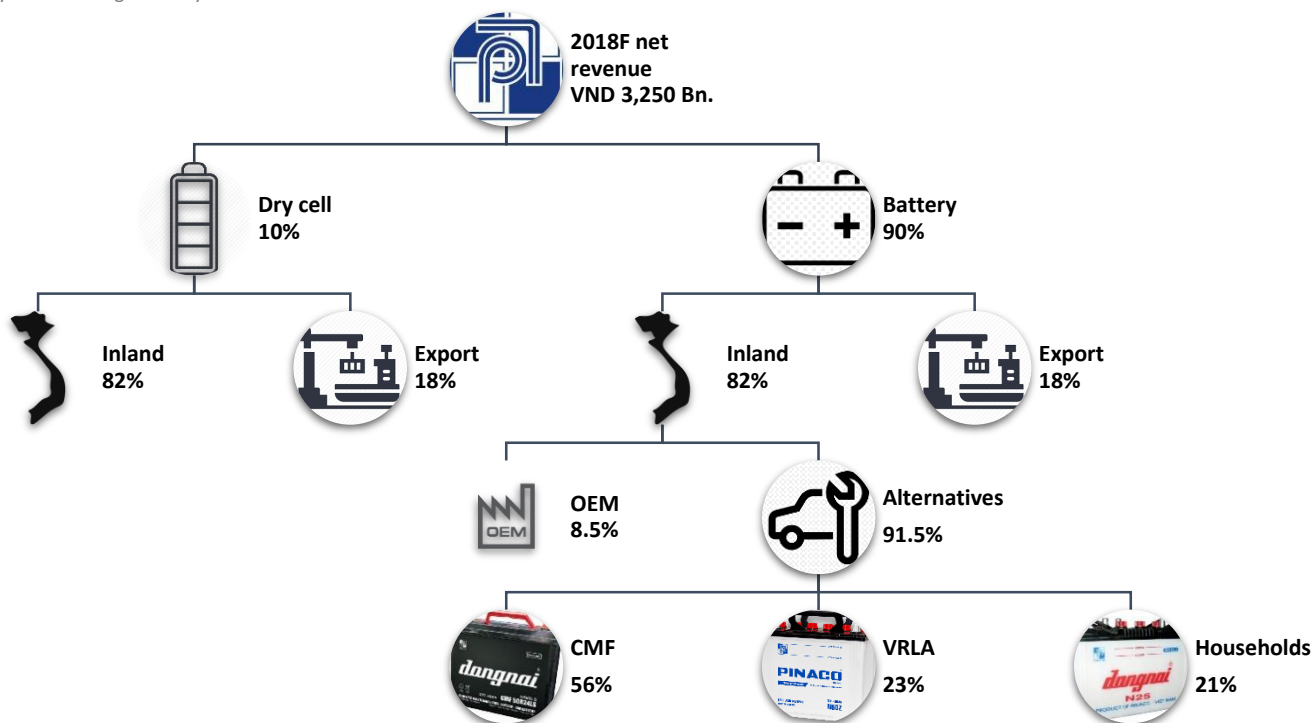 2018F net
revenue
VND 3,250 Bn.
Dry cell
10%
Battery
90%
Inland
82%
Export
18%
Inland
82%
Export
18%
OEM
OEM
8.5%
Alternatives
91.5%
dongnai
CMF
56%
PINACO
VRLA
23%
dongnai
N25
Households
21%